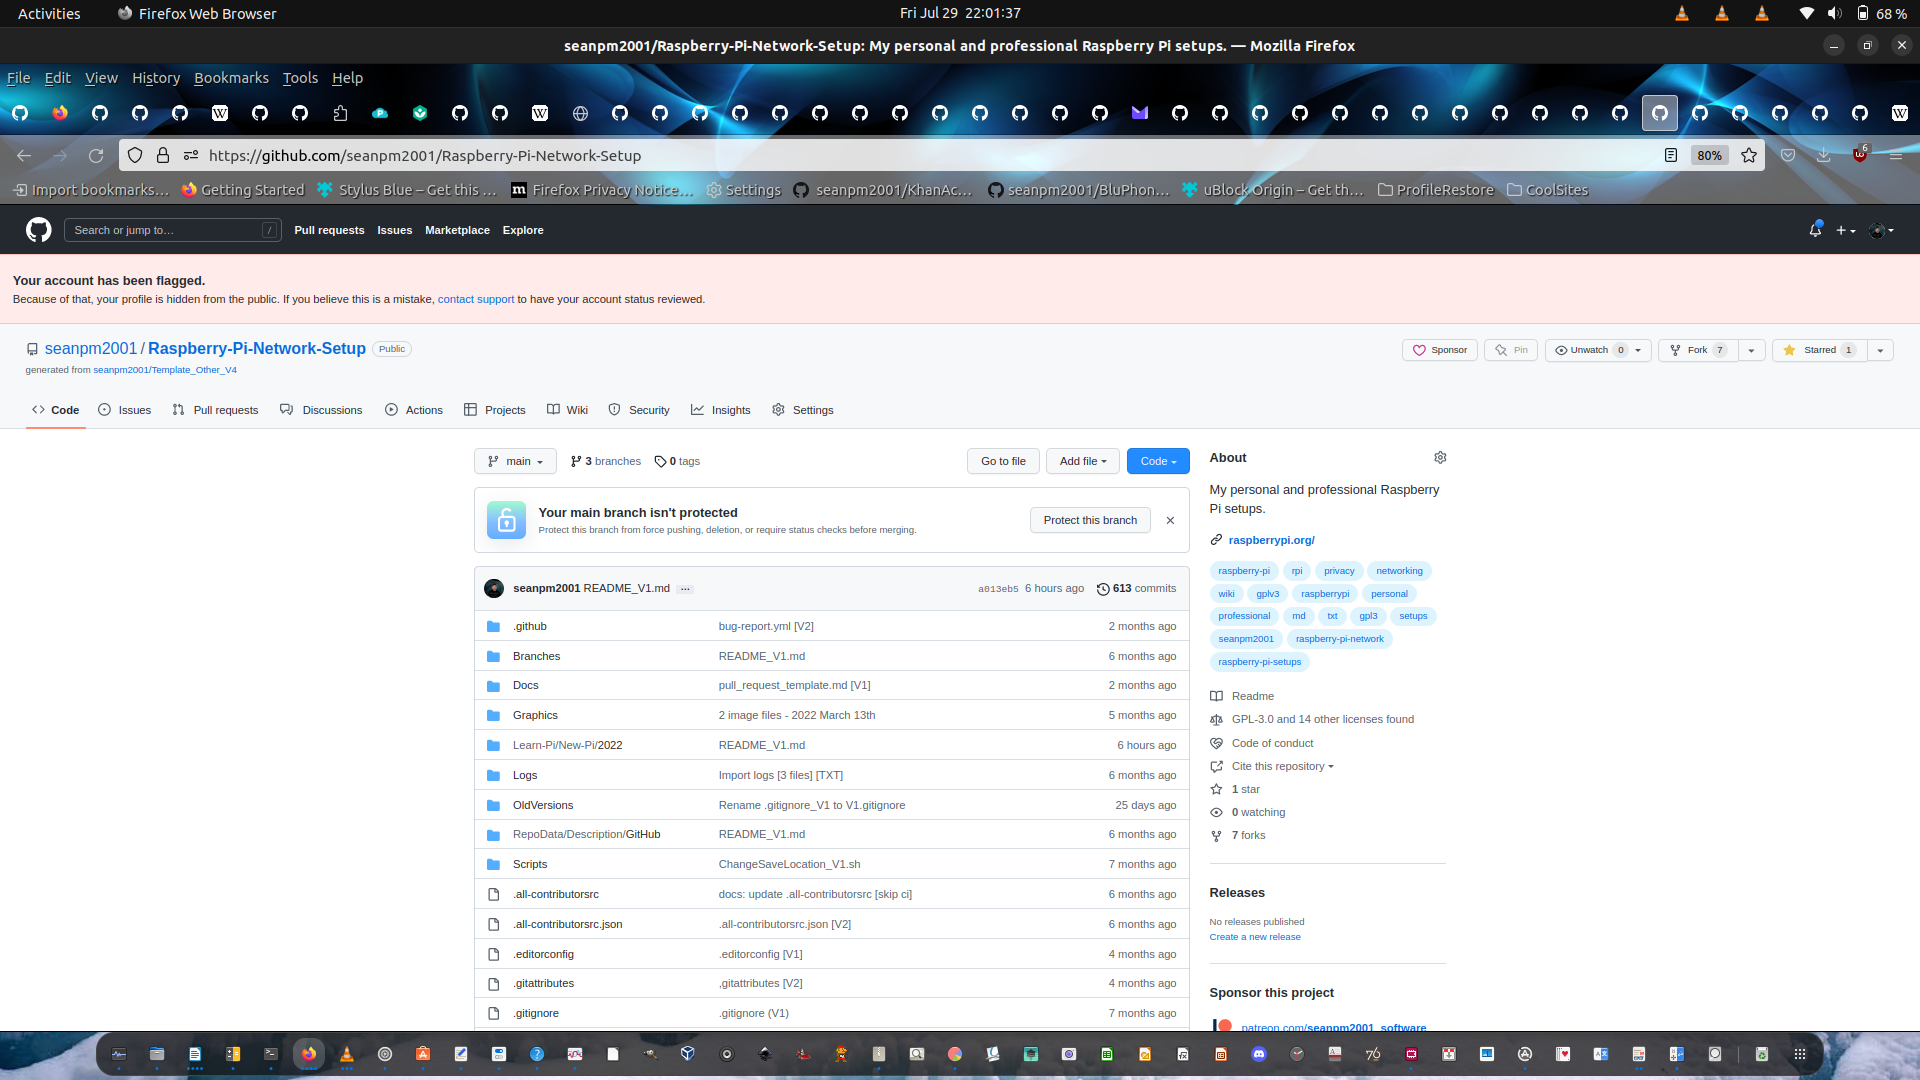 Activities
Firefox Web Browser
Fri Jul 29 22:01:37
68 %
seanpm2001/Raspberry-Pi-Network-Setup: My personal and professional Raspberry Pi setups. — Mozilla Firefox
File Edit View History Bookmarks Tools Help
https://github.com/seanpm2001/Raspberry-Pi-Network-Setup
80%
6
Import bookmarks…
Getting Started
Stylus Blue – Get this …
Firefox Privacy Notice…
Settings
seanpm2001/KhanAc…
seanpm2001/BluPhon…
uBlock Origin – Get th…
ProfileRestore
CoolSites
Search or jump to… /
Pull requests Issues Marketplace Explore
Your account has been flagged.
Because of that, your profile is hidden from the public. If you believe this is a mistake, contact support to have your account status reviewed.
seanpm2001 / Raspberry-Pi-Network-Setup Public
generated from seanpm2001/Template_Other_V4
Sponsor
Pin
Unwatch 0
Fork 7
Starred 1
Code
Issues
Pull requests
Discussions
Actions
Projects
Wiki
Security
Insights
Settings
main
3 branches
0 tags
Go to file
Add file
Code
Your main branch isn't protected
Protect this branch from force pushing, deletion, or require status checks before merging.
Protect this branch
seanpm2001 README_V1.md … a013eb5 6 hours ago 613 commits
.github bug-report.yml [V2] 2 months ago
Branches README_V1.md 6 months ago
Docs pull_request_template.md [V1] 2 months ago
Graphics 2 image files - 2022 March 13th 5 months ago
Learn-Pi/New-Pi/2022 README_V1.md 6 hours ago
Logs Import logs [3 files] [TXT] 6 months ago
OldVersions Rename .gitignore_V1 to V1.gitignore 25 days ago
RepoData/Description/GitHub README_V1.md 6 months ago
Scripts ChangeSaveLocation_V1.sh 7 months ago
.all-contributorsrc docs: update .all-contributorsrc [skip ci] 6 months ago
.all-contributorsrc.json .all-contributorsrc.json [V2] 6 months ago
.editorconfig .editorconfig [V1] 4 months ago
.gitattributes ,gitattributes [V2] 4 months ago
.gitignore .gitignore (V1) 7 months ago
About
My personal and professional Raspberry
Pi setups.
raspberrypi.org/
raspberry-pi rpi privacy networking
wiki gplv3 raspberrypi personal
professional md txt gpl3 setups
seanpm2001 raspberry-pi-network
raspberry-pi-setups
Readme
GPL-3.0 and 14 other licenses found
Code of conduct
Cite this repository
1 star
0 watching
7 forks
Releases
No releases published
Create a new release
Sponsor this project
patreon.com/seanpm2001_software